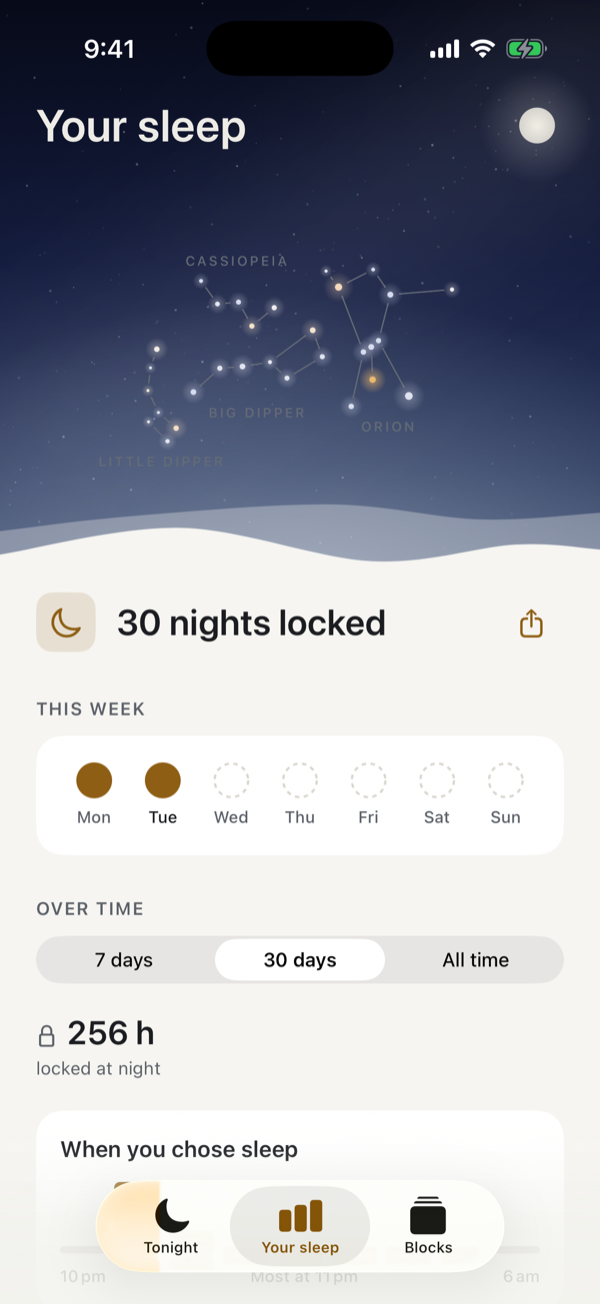 9:41
Your sleep
CASSIOPEIA
BIG DIPPER
ORION
LITTLE DIPPER
30 nights locked
THIS WEEK
Mon Tue Wed Thu Fri Sat Sun
OVER TIME
7 days 30 days All time
256 h
locked at night
When you chose sleep
Tonight Your sleep Blocks
10 pm Most at 11 pm 6 am